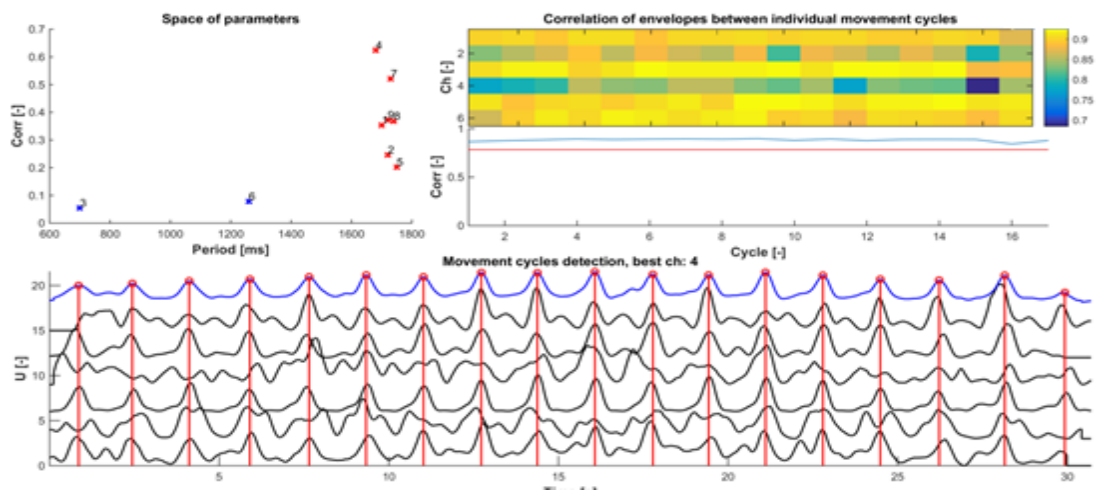 Space of parameters
Correlation of envelopes between individual movement cycles
0.7
0.6
0.5
0.4
0.3
0.2
0.1
0
Corr [-]
4
7
2
5
3
6
600 800 1000 1200 1400 1600 1800
Period [ms]
2
4
6
Ch [-]
0.9
0.85
0.8
0.75
0.7
1
0.5
0
Corr [-]
2 4 6 8 10 12 14 16
Cycle [-]
Movement cycles detection, best ch: 4
20
15
10
5
0
U [-]
5 10 15 20 25 30